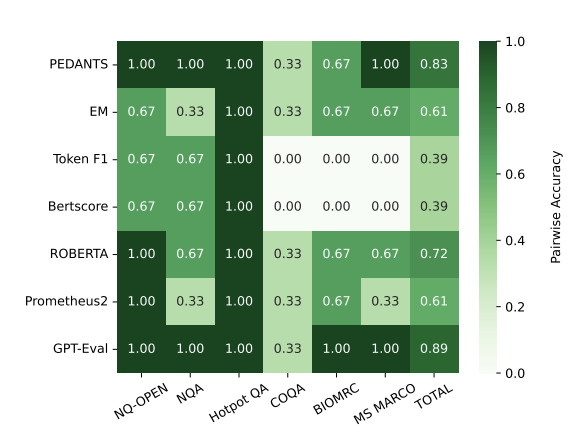 PEDANTS 1.00 1.00 1.00 0.33 0.67 1.00 0.83
EM 0.67 0.33 1.00 0.33 0.67 0.67 0.61
Token F1 0.67 0.67 1.00 0.00 0.00 0.00 0.39
Bertscore 0.67 0.67 1.00 0.00 0.00 0.00 0.39
ROBERTA 1.00 0.67 1.00 0.33 0.67 0.67 0.72
Prometheus2 1.00 0.33 1.00 0.33 0.67 0.33 0.61
GPT-Eval 1.00 1.00 1.00 0.33 1.00 1.00 0.89
NQ-OPEN NQA Hotpot QA COQA BIOMRC MS MARCO TOTAL
1.0
0.8
0.6
0.4
0.2
0.0
Pairwise Accuracy